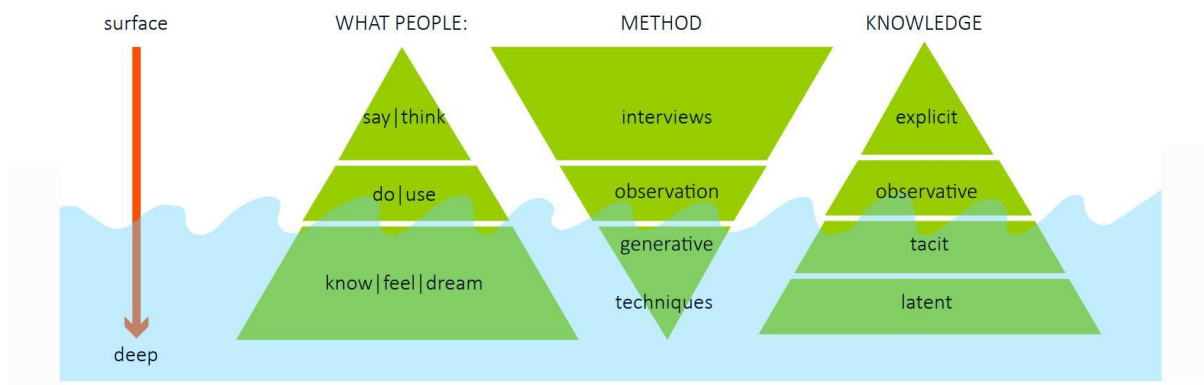 surface
WHAT PEOPLE:
METHOD
KNOWLEDGE
say|think
interviews
explicit
do|use
observation
observative
generative
tacit
know|feel|dream
techniques
latent
deep